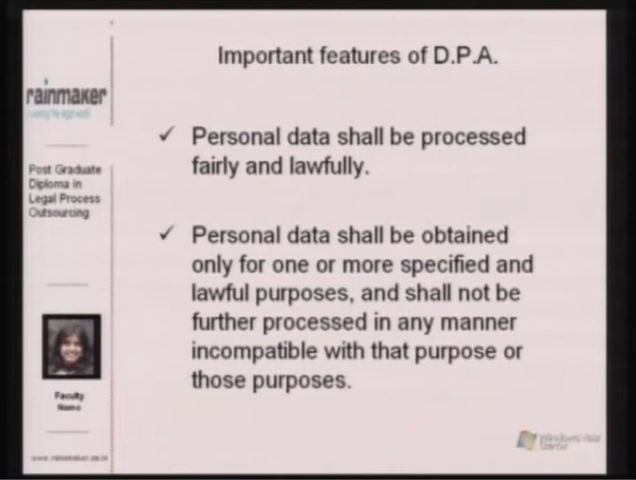 Important features of D.P.A.
rainmaker
Post Graduate
Diploma in
Legal Process
Outsourcing
✓ Personal data shall be processed
fairly and lawfully.
✓ Personal data shall be obtained
only for one or more specified and
lawful purposes, and shall not be
further processed in any manner
incompatible with that purpose or
those purposes.
Faculty
Name
Windows Vista